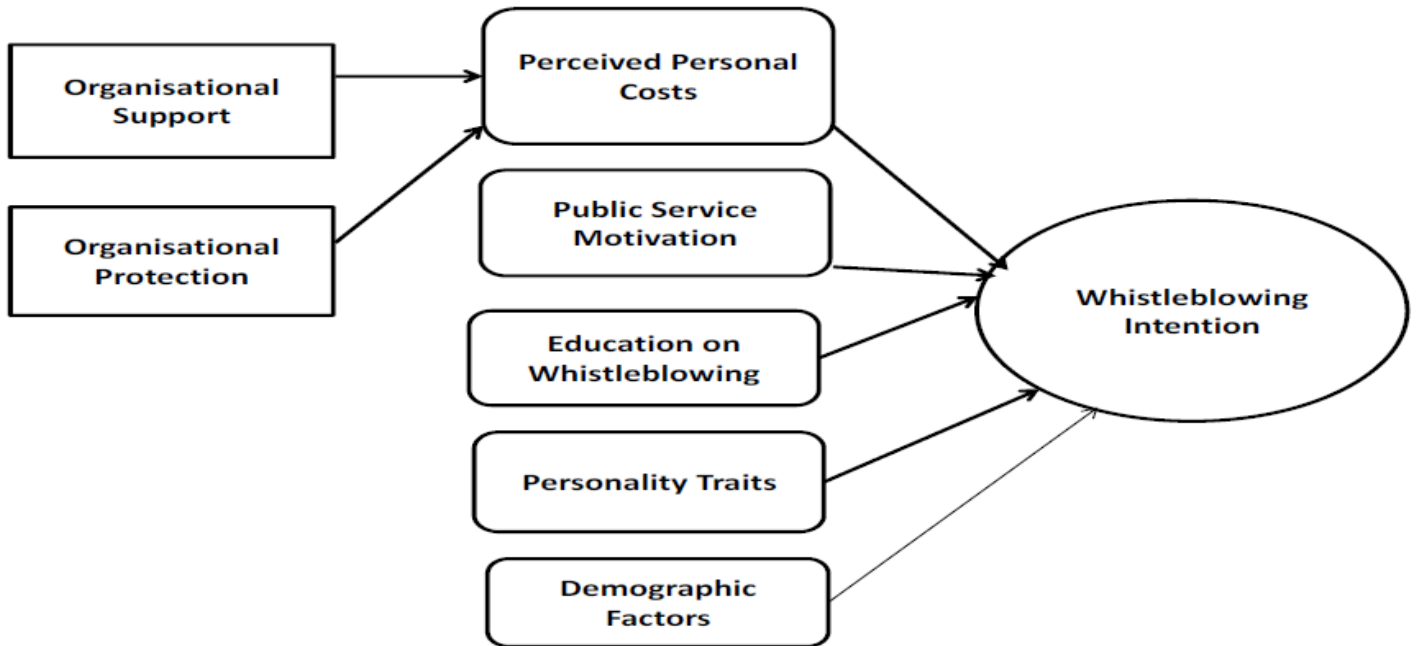 Organisational
Support
Organisational
Protection
Perceived Personal
Costs
Public Service
Motivation
Education on
Whistleblowing
Personality Traits
Demographic
Factors
Whistleblowing
Intention